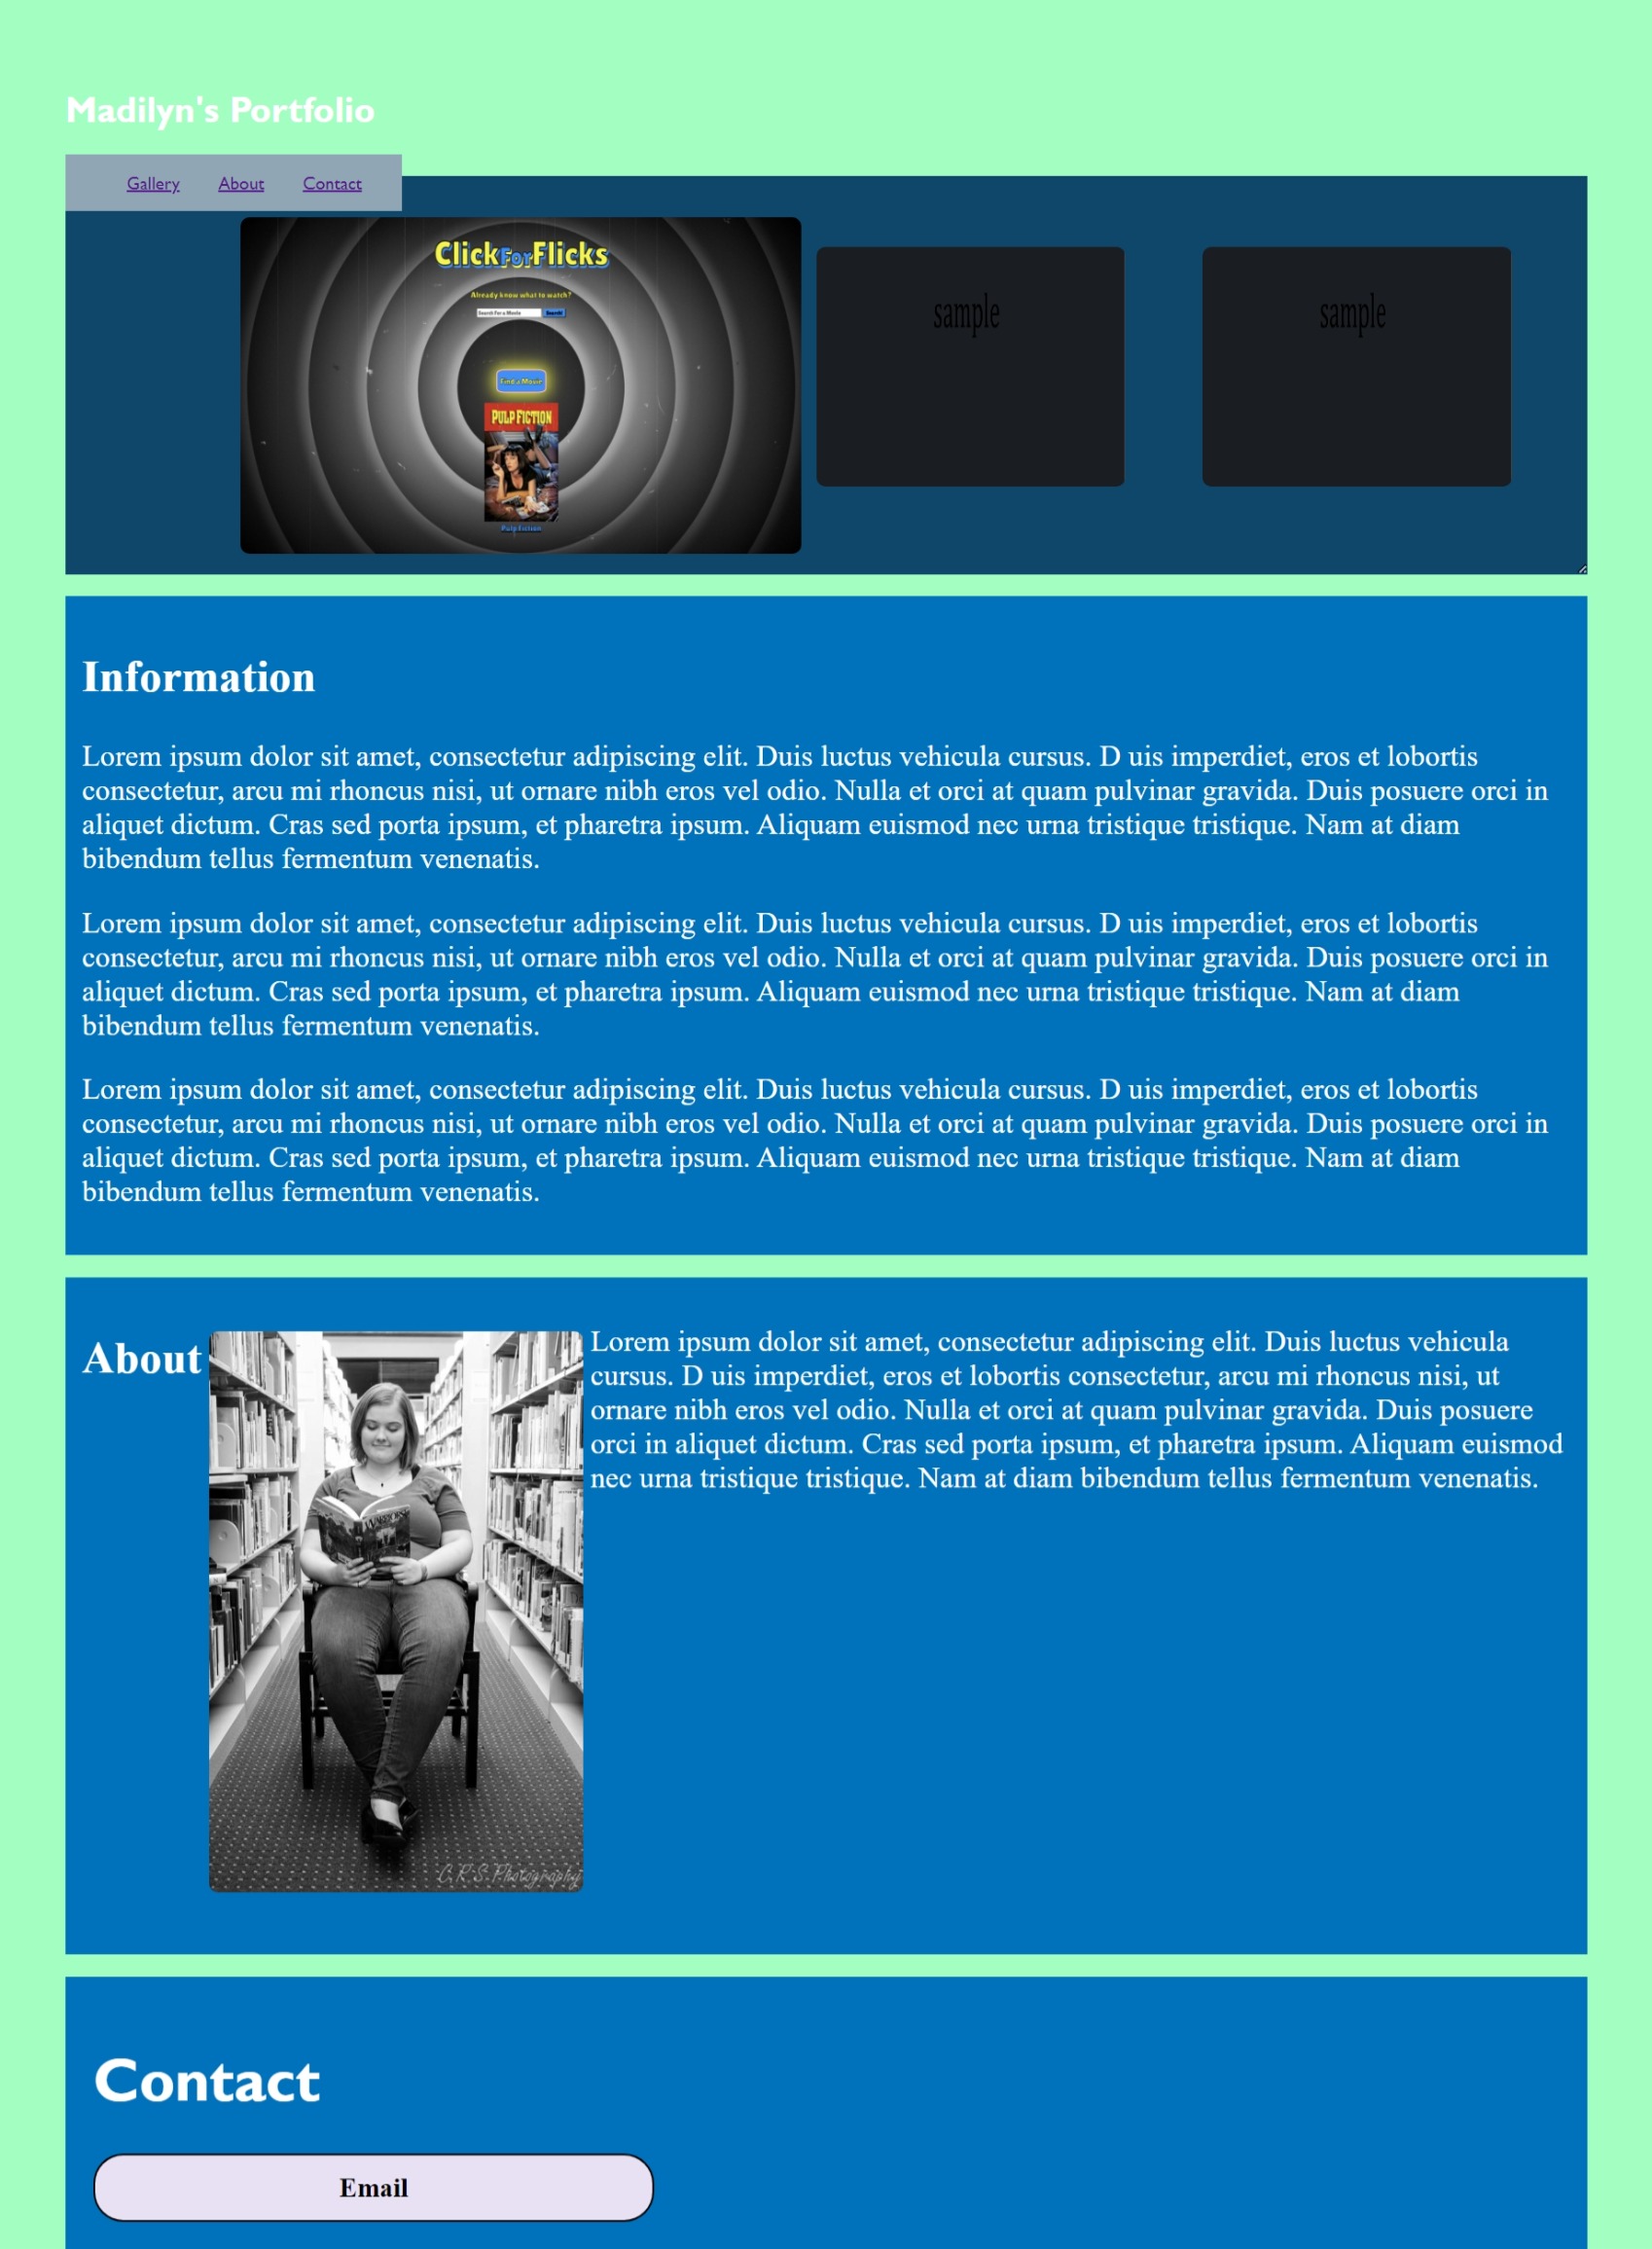 Madilyn's Portfolio
Gallery About Contact
ClickForFlicks
Already know what to watch?
Search For a Movie Search!
Find a Movie
PULP FICTION
Pulp Fiction
sample sample
Information
Lorem ipsum dolor sit amet, consectetur adipiscing elit. Duis luctus vehicula cursus. D uis imperdiet, eros et lobortis
consectetur, arcu mi rhoncus nisi, ut ornare nibh eros vel odio. Nulla et orci at quam pulvinar gravida. Duis posuere orci in
aliquet dictum. Cras sed porta ipsum, et pharetra ipsum. Aliquam euismod nec urna tristique tristique. Nam at diam
bibendum tellus fermentum venenatis.
Lorem ipsum dolor sit amet, consectetur adipiscing elit. Duis luctus vehicula cursus. D uis imperdiet, eros et lobortis
consectetur, arcu mi rhoncus nisi, ut ornare nibh eros vel odio. Nulla et orci at quam pulvinar gravida. Duis posuere orci in
aliquet dictum. Cras sed porta ipsum, et pharetra ipsum. Aliquam euismod nec urna tristique tristique. Nam at diam
bibendum tellus fermentum venenatis.
Lorem ipsum dolor sit amet, consectetur adipiscing elit. Duis luctus vehicula cursus. D uis imperdiet, eros et lobortis
consectetur, arcu mi rhoncus nisi, ut ornare nibh eros vel odio. Nulla et orci at quam pulvinar gravida. Duis posuere orci in
aliquet dictum. Cras sed porta ipsum, et pharetra ipsum. Aliquam euismod nec urna tristique tristique. Nam at diam
bibendum tellus fermentum venenatis.
About
WARRIORS
C.R.S. Photography
Lorem ipsum dolor sit amet, consectetur adipiscing elit. Duis luctus vehicula
cursus. D uis imperdiet, eros et lobortis consectetur, arcu mi rhoncus nisi, ut
ornare nibh eros vel odio. Nulla et orci at quam pulvinar gravida. Duis posuere
orci in aliquet dictum. Cras sed porta ipsum, et pharetra ipsum. Aliquam euismod
nec urna tristique tristique. Nam at diam bibendum tellus fermentum venenatis.
Contact
Email